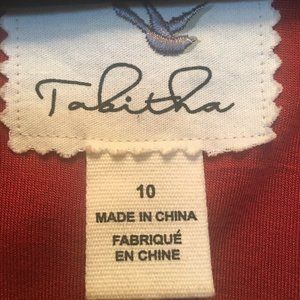 Tabitha
10
MADE IN CHINA
FABRIQUÉ
EN CHINE